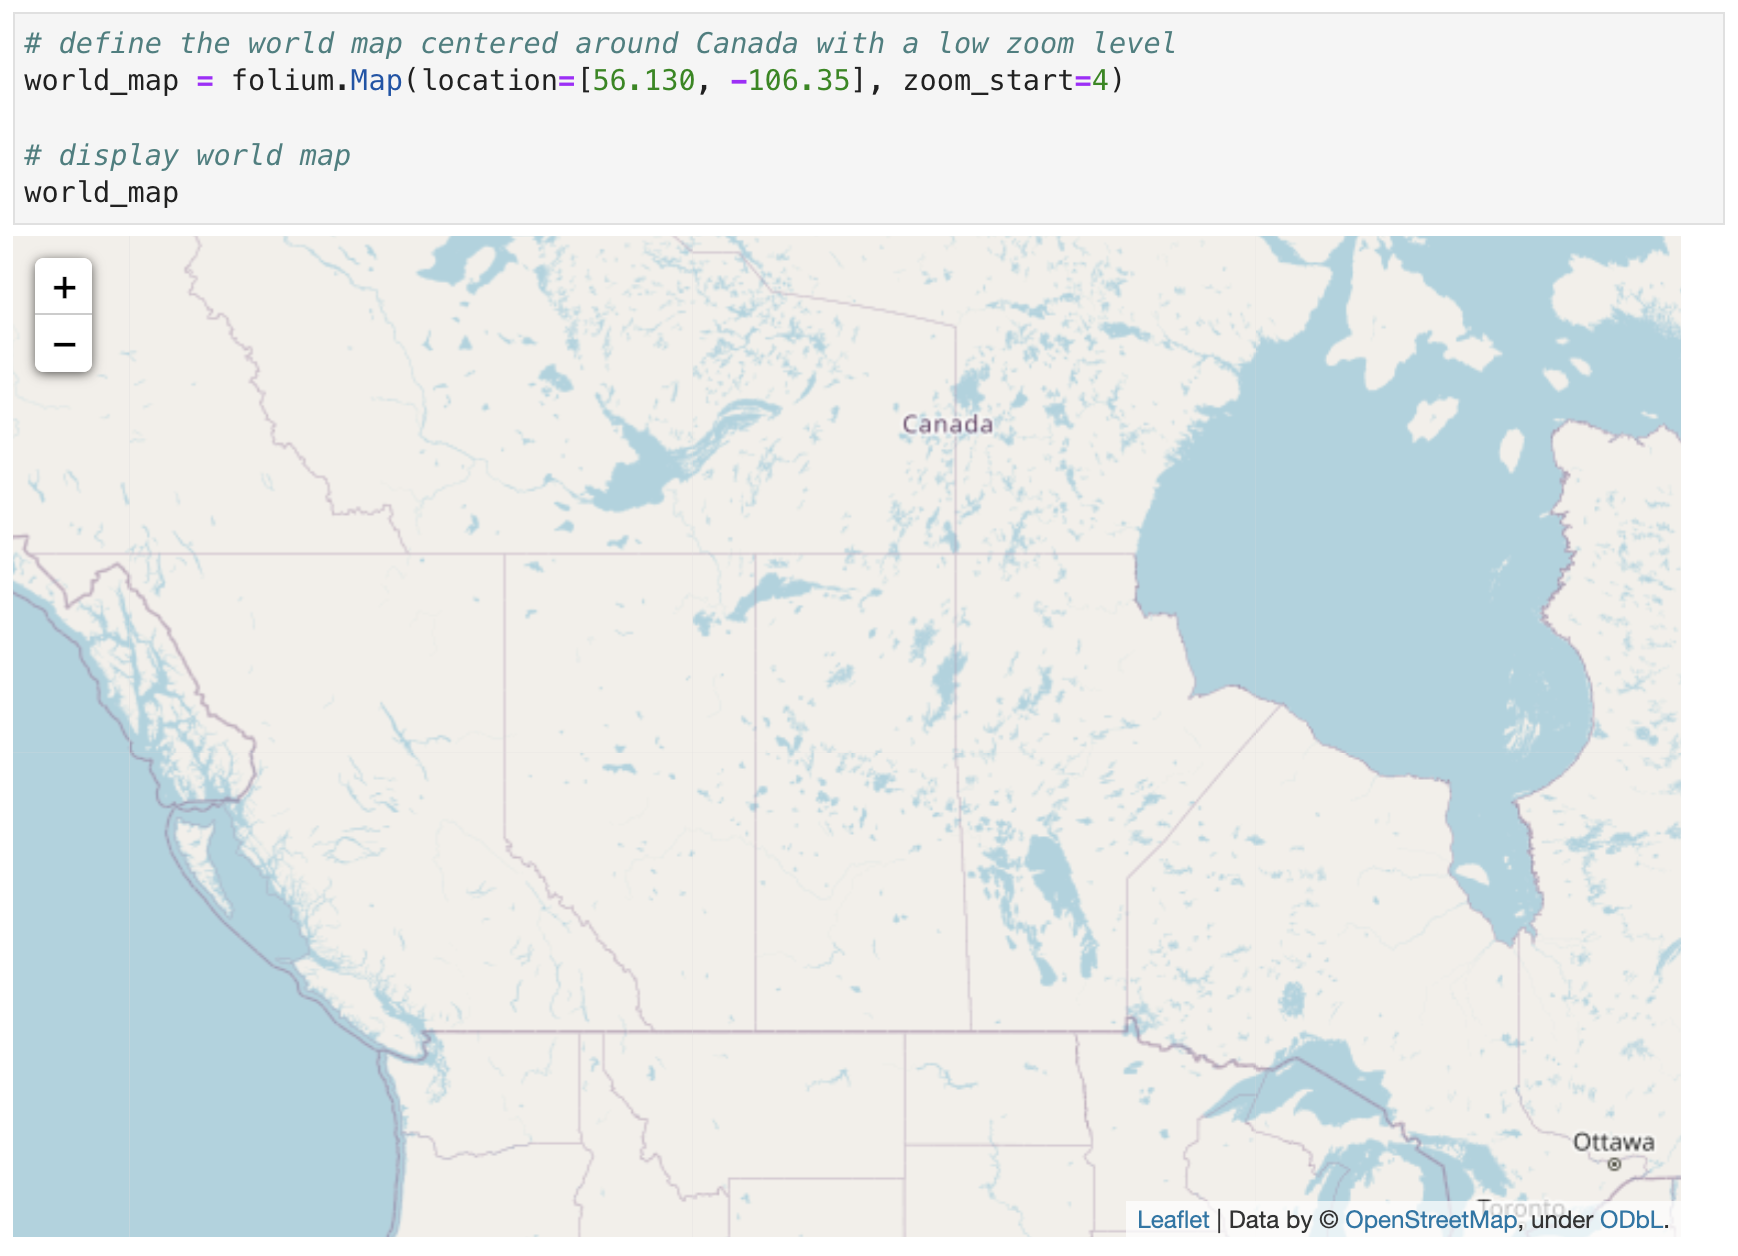 # define the world map centered around Canada with a low zoom level
world_map = folium.Map(location=[56.130, -106.35], zoom_start=4)
# display world map
world_map
+
−
Canada
Ottawa
Toronto
Leaflet | Data by © OpenStreetMap, under ODbL.